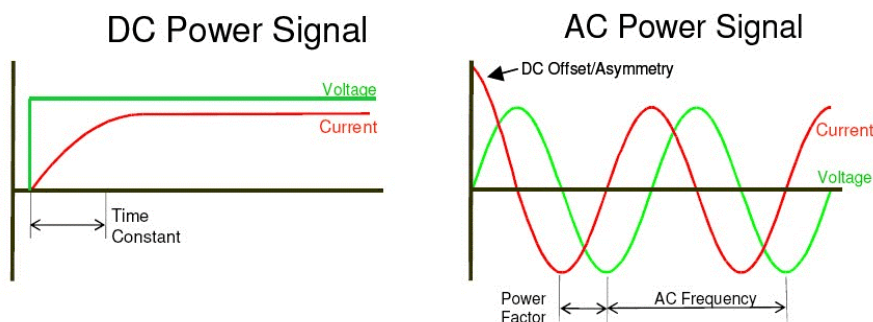 DC Power Signal
Voltage
Current
Time
Constant
AC Power Signal
DC Offset/Asymmetry
Current
Voltage
Power
Factor
AC Frequency